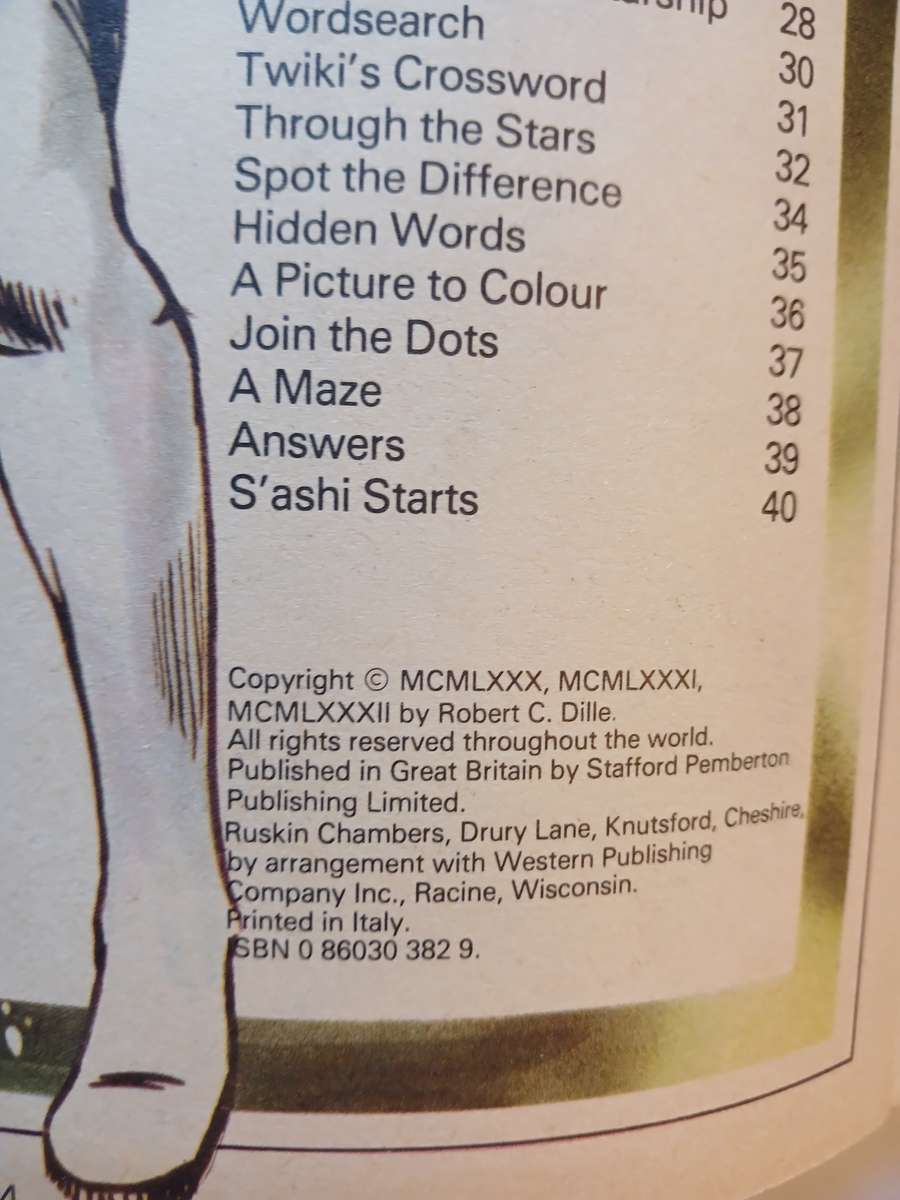 28
Wordsearch 30
Twiki's Crossword 31
Through the Stars 32
Spot the Difference 34
Hidden Words 35
A Picture to Colour 36
Join the Dots 37
A Maze 38
Answers 39
S'ashi Starts 40
Copyright © MCMLXXX, MCMLXXXI,
MCMLXXXII by Robert C. Dille.
All rights reserved throughout the world.
Published in Great Britain by Stafford Pemberton
Publishing Limited.
Ruskin Chambers, Drury Lane, Knutsford, Cheshire,
by arrangement with Western Publishing
Company Inc., Racine, Wisconsin.
Printed in Italy.
ISBN 0 86030 382 9.